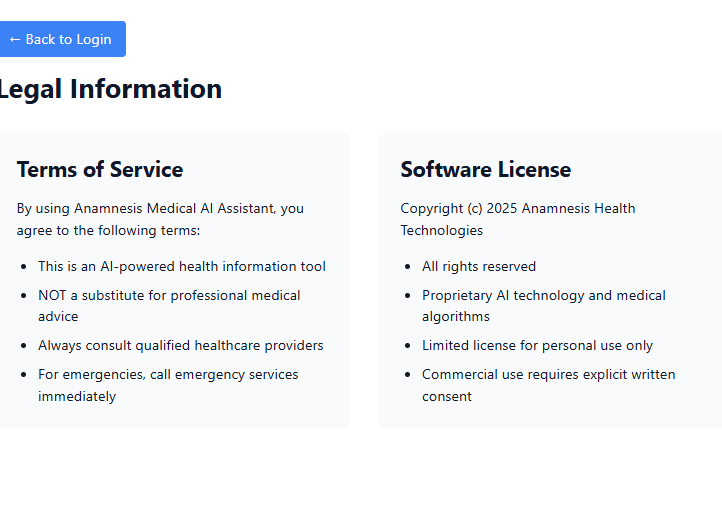 ← Back to Login
Legal Information
Terms of Service
By using Anamnesis Medical AI Assistant, you
agree to the following terms:
• This is an AI-powered health information tool
• NOT a substitute for professional medical
advice
• Always consult qualified healthcare providers
• For emergencies, call emergency services
immediately
Software License
Copyright (c) 2025 Anamnesis Health
Technologies
• All rights reserved
• Proprietary AI technology and medical
algorithms
• Limited license for personal use only
• Commercial use requires explicit written
consent